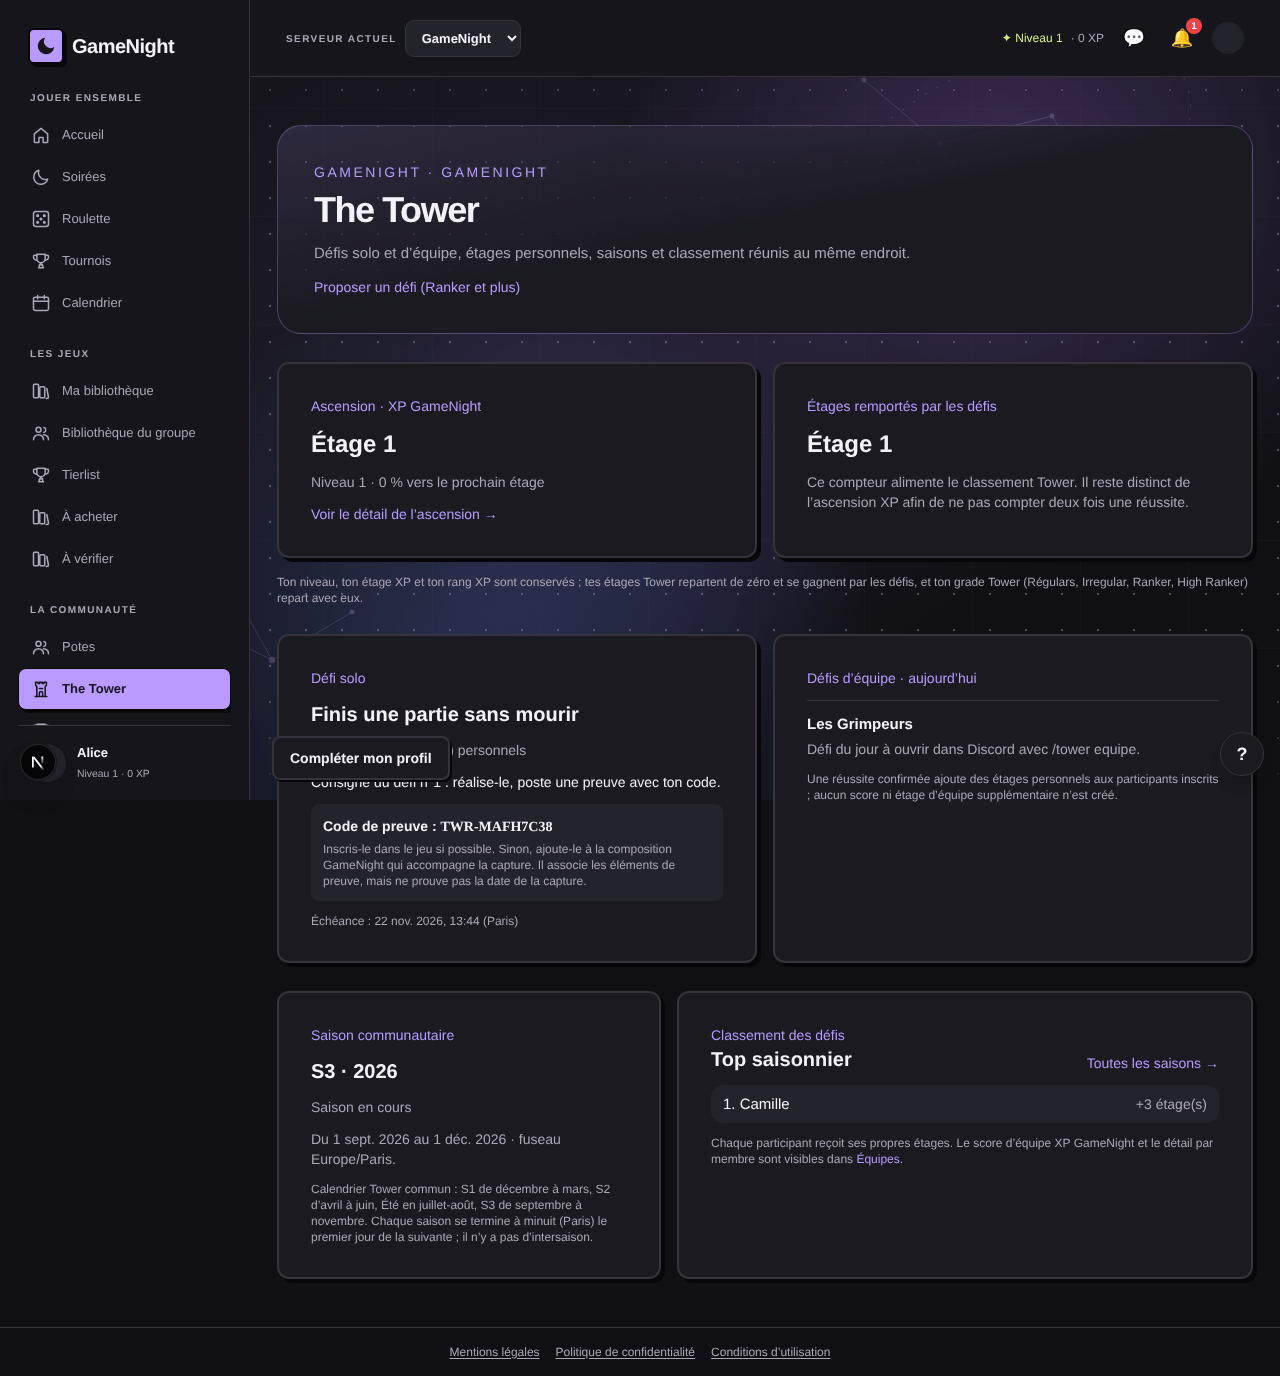 GameNight
JOUER ENSEMBLE
Accueil
Soirées
Roulette
Tournois
Calendrier
LES JEUX
Ma bibliothèque
Bibliothèque du groupe
Tierlist
À acheter
À vérifier
LA COMMUNAUTÉ
Potes
The Tower
N
Alice
Niveau 1 · 0 XP
SERVEUR ACTUEL
GameNight
✦ Niveau 1 · 0 XP
1
GAMENIGHT · GAMENIGHT
The Tower
Défis solo et d’équipe, étages personnels, saisons et classement réunis au même endroit.
Proposer un défi (Ranker et plus)
Ascension · XP GameNight
Étage 1
Niveau 1 · 0 % vers le prochain étage
Voir le détail de l’ascension →
Étages remportés par les défis
Étage 1
Ce compteur alimente le classement Tower. Il reste distinct de
l’ascension XP afin de ne pas compter deux fois une réussite.
Ton niveau, ton étage XP et ton rang XP sont conservés ; tes étages Tower repartent de zéro et se gagnent par les défis, et ton grade Tower (Régulars, Irregular, Ranker, High Ranker)
repart avec eux.
Défi solo
Finis une partie sans mourir
personnels
Compléter mon profil
Consigne du défi n°1 : réalise-le, poste une preuve avec ton code.
Code de preuve : TWR-MAFH7C38
Inscris-le dans le jeu si possible. Sinon, ajoute-le à la composition
GameNight qui accompagne la capture. Il associe les éléments de
preuve, mais ne prouve pas la date de la capture.
Échéance : 22 nov. 2026, 13:44 (Paris)
Défis d’équipe · aujourd’hui
Les Grimpeurs
Défi du jour à ouvrir dans Discord avec /tower equipe.
Une réussite confirmée ajoute des étages personnels aux participants inscrits
; aucun score ni étage d’équipe supplémentaire n’est créé.
?
Saison communautaire
S3 · 2026
Saison en cours
Du 1 sept. 2026 au 1 déc. 2026 · fuseau
Europe/Paris.
Calendrier Tower commun : S1 de décembre à mars, S2
d’avril à juin, Été en juillet-août, S3 de septembre à
novembre. Chaque saison se termine à minuit (Paris) le
premier jour de la suivante ; il n’y a pas d’intersaison.
Classement des défis
Top saisonnier
Toutes les saisons →
1. Camille
+3 étage(s)
Chaque participant reçoit ses propres étages. Le score d’équipe XP GameNight et le détail par
membre sont visibles dans Équipes.
Mentions légales
Politique de confidentialité
Conditions d’utilisation